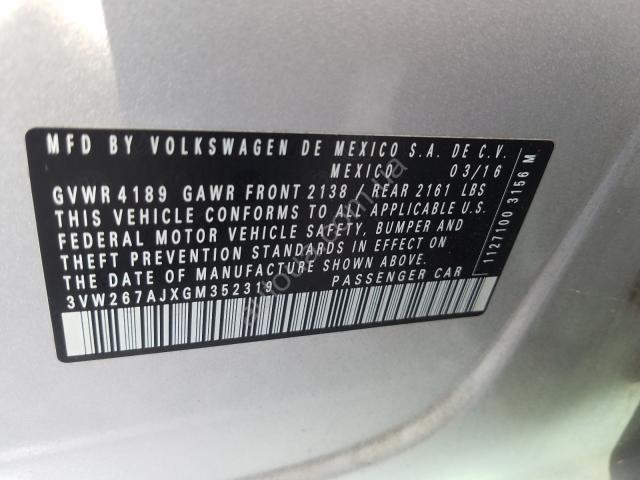 MFD BY VOLKSWAGEN DE MEXICO S.A. DE C.V.
MEXICO 03/16
GVWR 4189 GAWR FRONT 2138 REAR 2161 LBS
THIS VEHICLE CONFORMS TO ALL APPLICABLE U.S.
FEDERAL MOTOR VEHICLE SAFETY, BUMPER AND
THEFT PREVENTION STANDARDS IN EFFECT ON
THE DATE OF MANUFACTURE SHOWN ABOVE.
3VW267AJXGM352319 PASSENGER CAR
1127100 3156 M